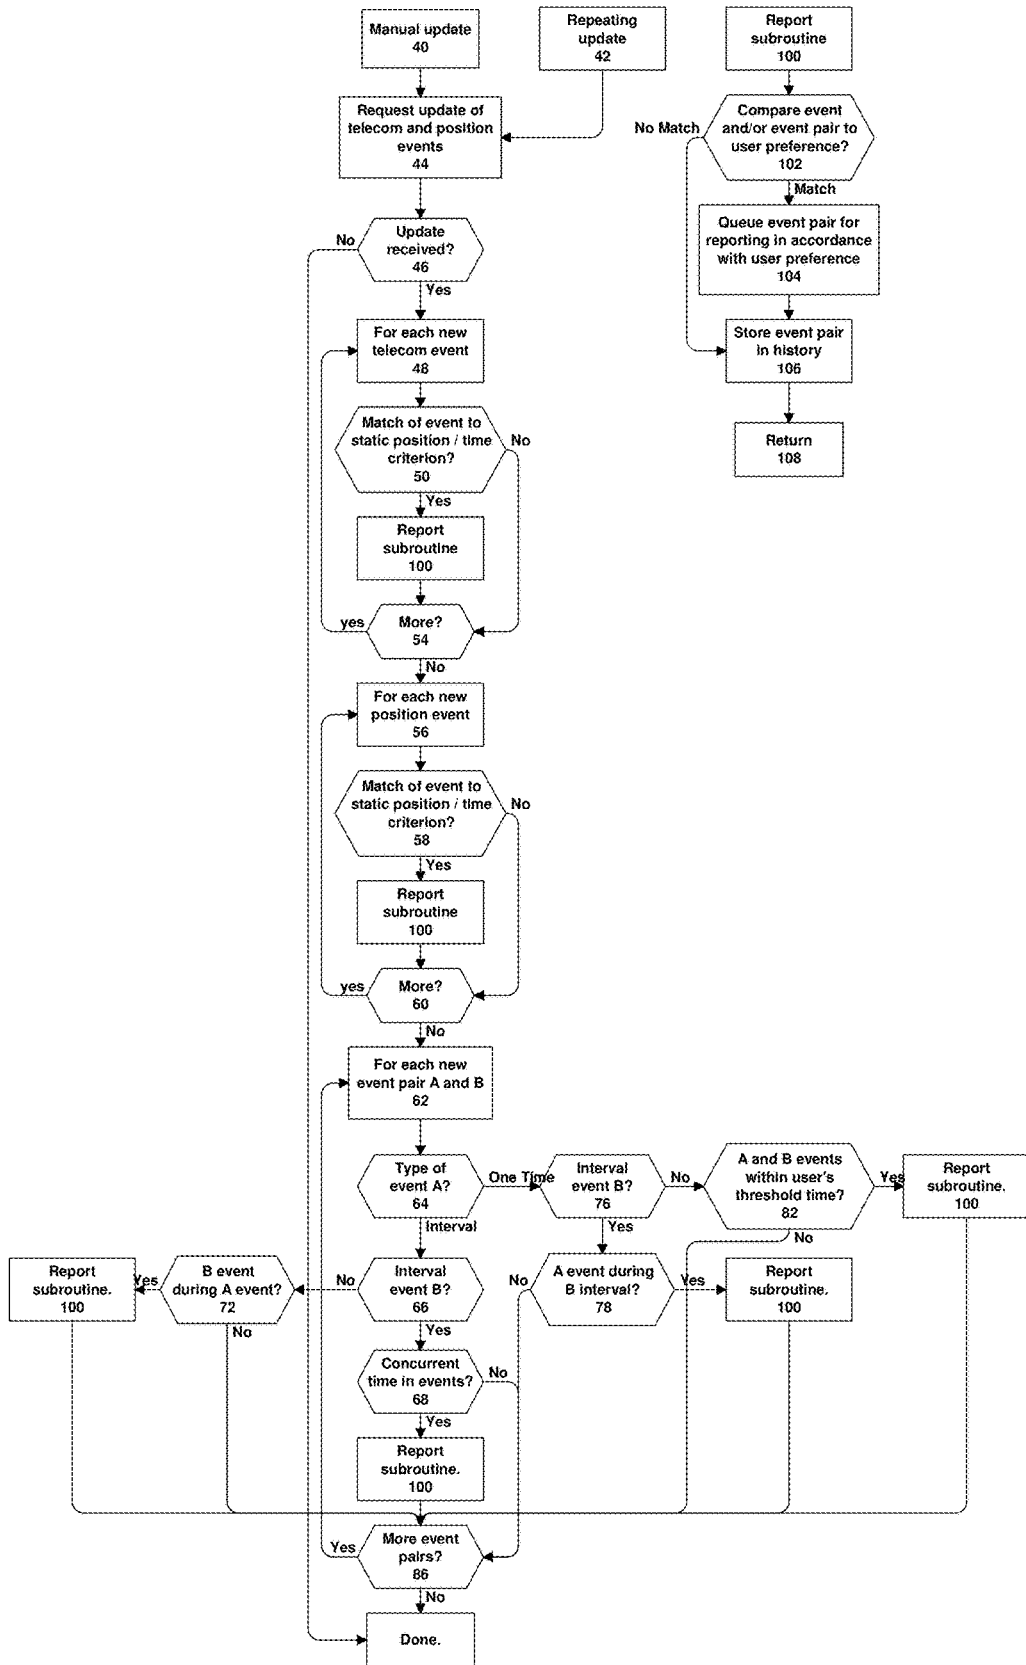 Manual update
40
Repeating
update
42
Report
subroutine
100
Request update of
telecom and position
events
44
No Match
Compare event
and/or event pair to
user preference?
102
Match
No
Update
received?
46
Yes
Queue event pair for
reporting in accordance
with user preference
104
For each new
telecom event
48
Store event pair
in history
106
Match of event to
static position / time
criterion?
50
No
Yes
Return
108
Report
subroutine
100
yes
More?
54
No
For each new
position event
56
Match of event to
static position / time
criterion?
58
No
Yes
Report
subroutine
100
yes
More?
60
No
For each new
event pair A and B
62
Type of
event A?
64
One Time
Interval
Interval
event B?
76
No
Yes
A and B events
within user's
threshold time?
82
Yes
No
Report
subroutine.
100
Report
subroutine.
100
Yes
B event
during A event?
72
No
No
Interval
event B?
66
Yes
No
A event during
B interval?
78
Yes
Report
subroutine.
100
Concurrent
time in events?
68
No
Yes
Report
subroutine.
100
Yes
More event
pairs?
86
No
Done.